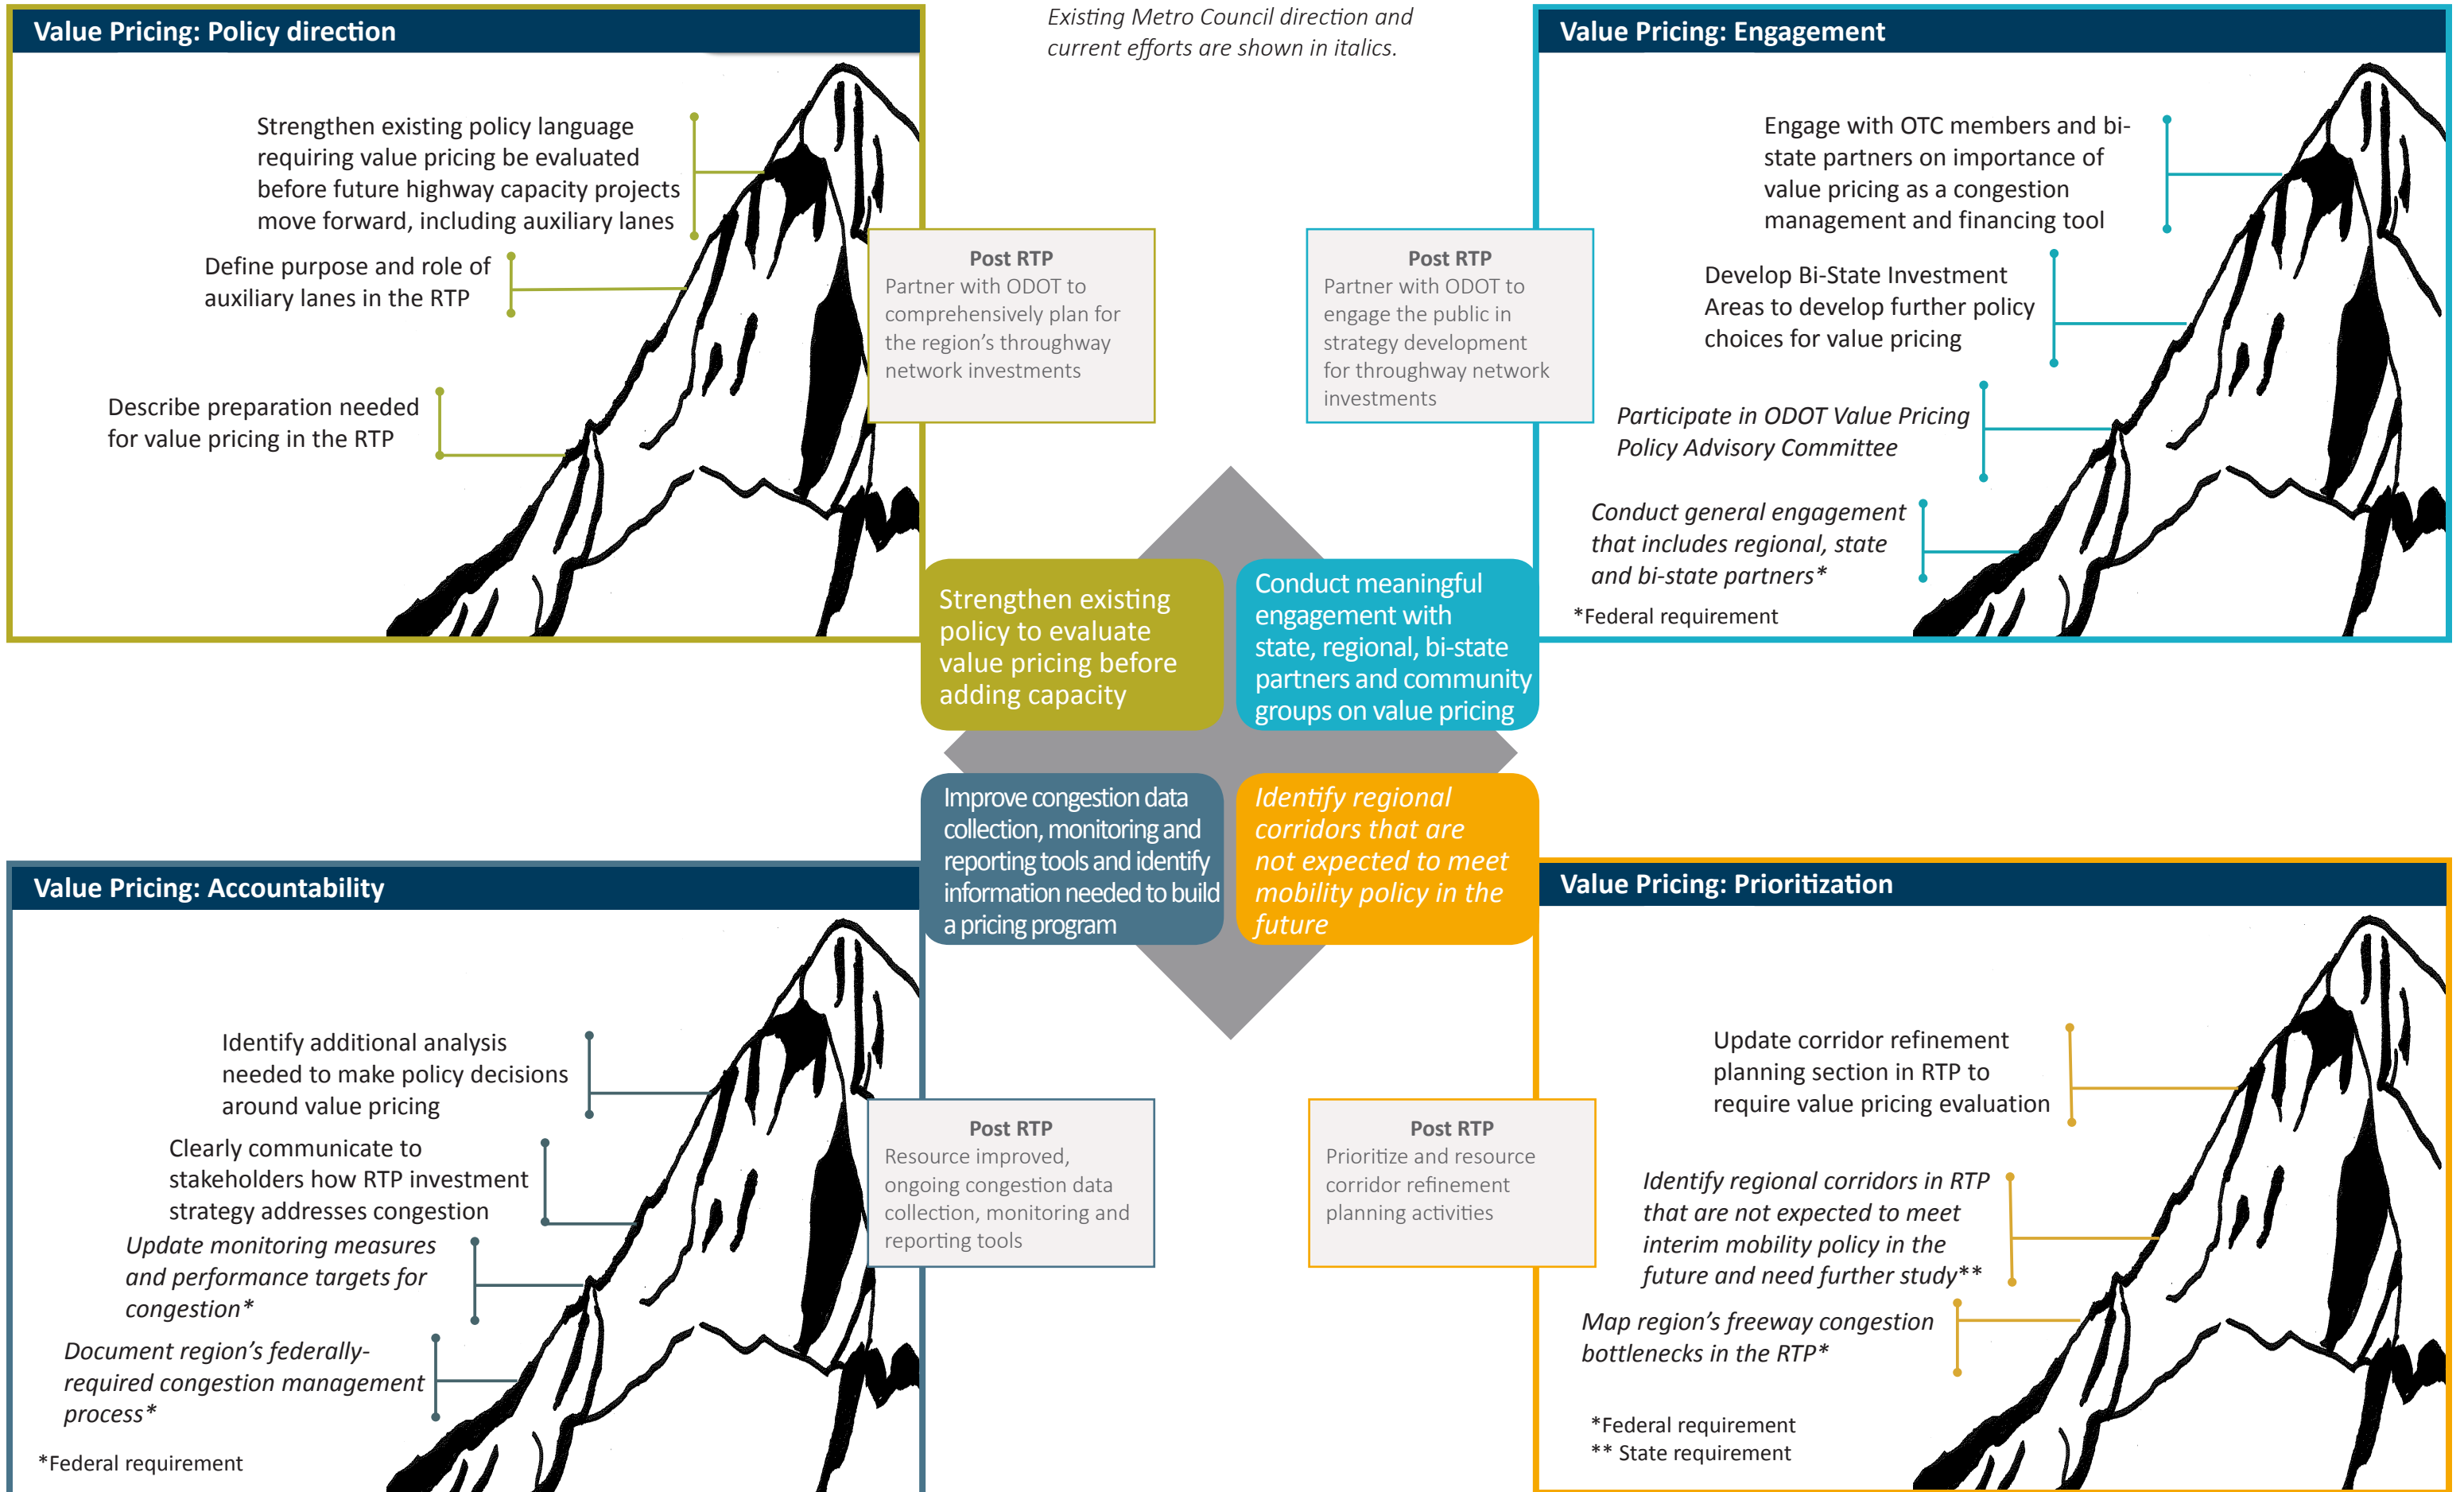 Value Pricing: Policy direction
Strengthen existing policy language
requiring value pricing be evaluated
before future highway capacity projects
move forward, including auxiliary lanes
Define purpose and role of
auxiliary lanes in the RTP
Describe preparation needed
for value pricing in the RTP
Post RTP
Partner with ODOT to
comprehensively plan for
the region's throughway
network investments
Existing Metro Council direction and
current efforts are shown in italics.
Value Pricing: Engagement
Engage with OTC members and bi-
state partners on importance of
value pricing as a congestion
management and financing tool
Develop Bi-State Investment
Areas to develop further policy
choices for value pricing
Participate in ODOT Value Pricing
Policy Advisory Committee
Conduct general engagement
that includes regional, state
and bi-state partners*
*Federal requirement
Post RTP
Partner with ODOT to
engage the public in
strategy development
for throughway network
investments
Strengthen existing
policy to evaluate
value pricing before
adding capacity
Conduct meaningful
engagement with
state, regional, bi-state
partners and community
groups on value pricing
Improve congestion data
collection, monitoring and
reporting tools and identify
information needed to build
a pricing program
Identify regional
corridors that are
not expected to meet
mobility policy in the
future
Value Pricing: Accountability
Identify additional analysis
needed to make policy decisions
around value pricing
Clearly communicate to
stakeholders how RTP investment
strategy addresses congestion
Update monitoring measures
and performance targets for
congestion*
Document region's federally-
required congestion management
process*
*Federal requirement
Post RTP
Resource improved,
ongoing congestion data
collection, monitoring and
reporting tools
Value Pricing: Prioritization
Update corridor refinement
planning section in RTP to
require value pricing evaluation
Identify regional corridors in RTP
that are not expected to meet
interim mobility policy in the
future and need further study**
Map region's freeway congestion
bottlenecks in the RTP*
*Federal requirement
** State requirement
Post RTP
Prioritize and resource
corridor refinement
planning activities